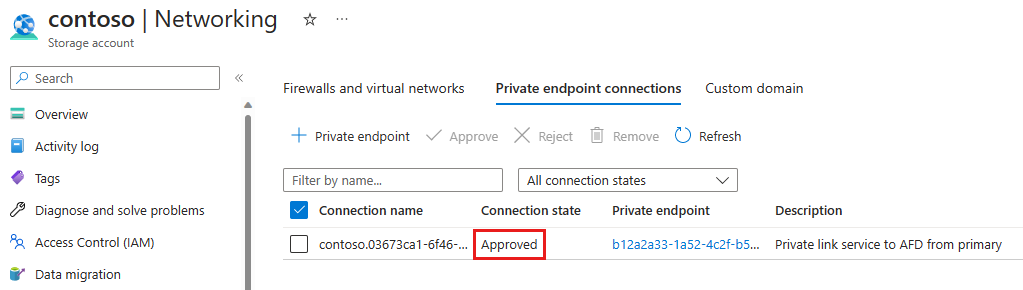 contoso | Networking
Storage account
Search
Overview
Activity log
Tags
Diagnose and solve problems
Access Control (IAM)
Data migration
Firewalls and virtual networks Private endpoint connections Custom domain
Private endpoint Approve Reject Remove Refresh
Filter by name... All connection states
Connection name Connection state Private endpoint Description
contoso.03673ca1-6f46-... Approved b12a2a33-1a52-4c2f-b5... Private link service to AFD from primary